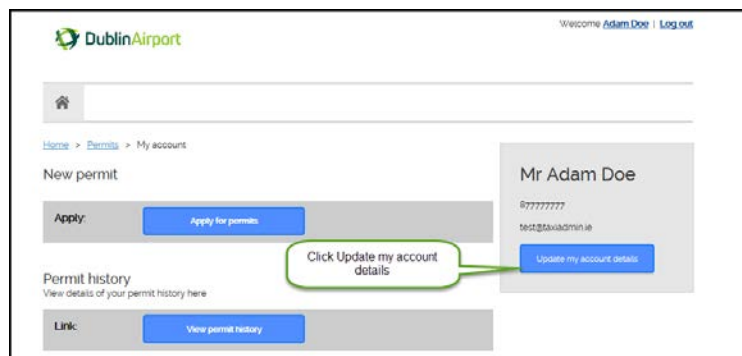 Welcome Adam Doe | Log out
DublinAirport
Home > Permits > My account
New permit
Apply:
Apply for permits
Permit history
View details of your permit history here
Link:
View permit history
Mr Adam Doe
877777777
test@taxiadmin.ie
Update my account details
Click Update my account
details